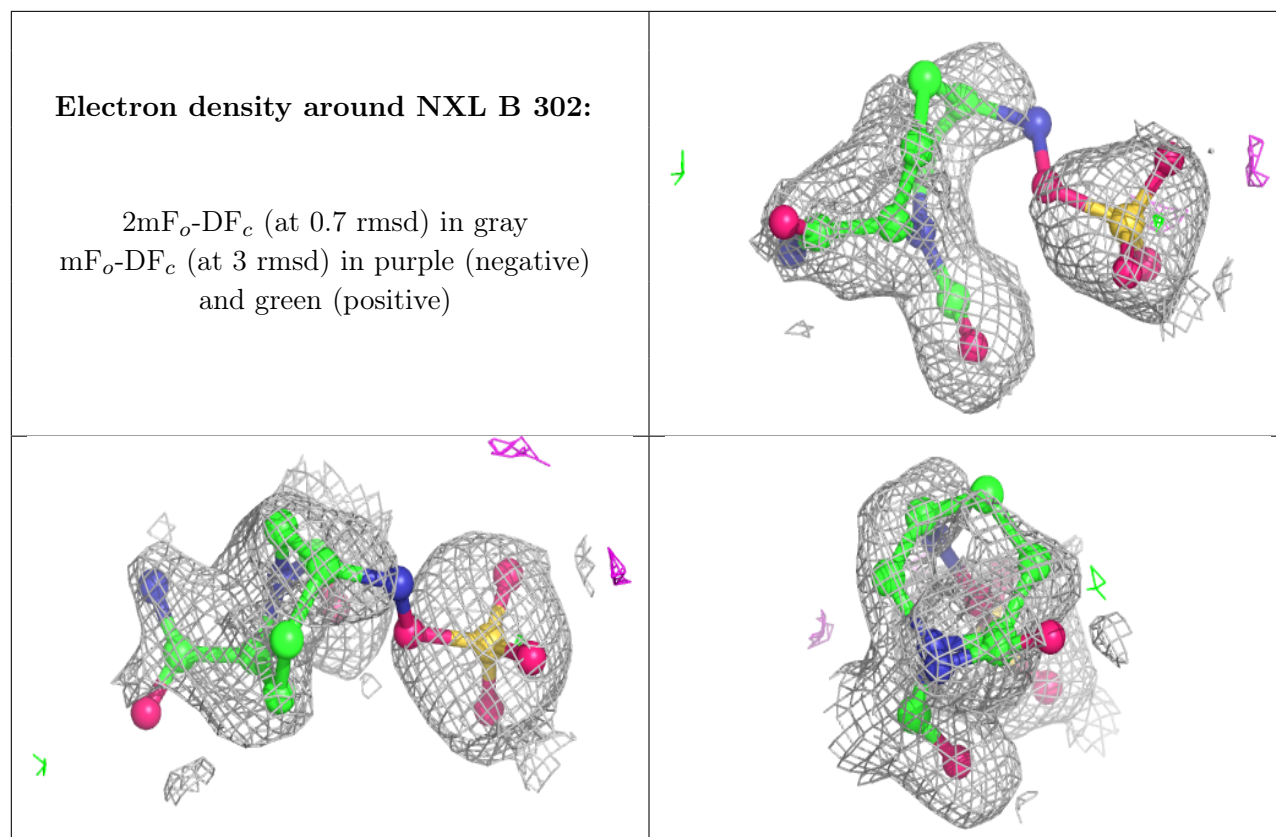 Electron density around NXL B 302:
2mFo-DFc (at 0.7 rmsd) in gray
mFo-DFc (at 3 rmsd) in purple (negative)
and green (positive)